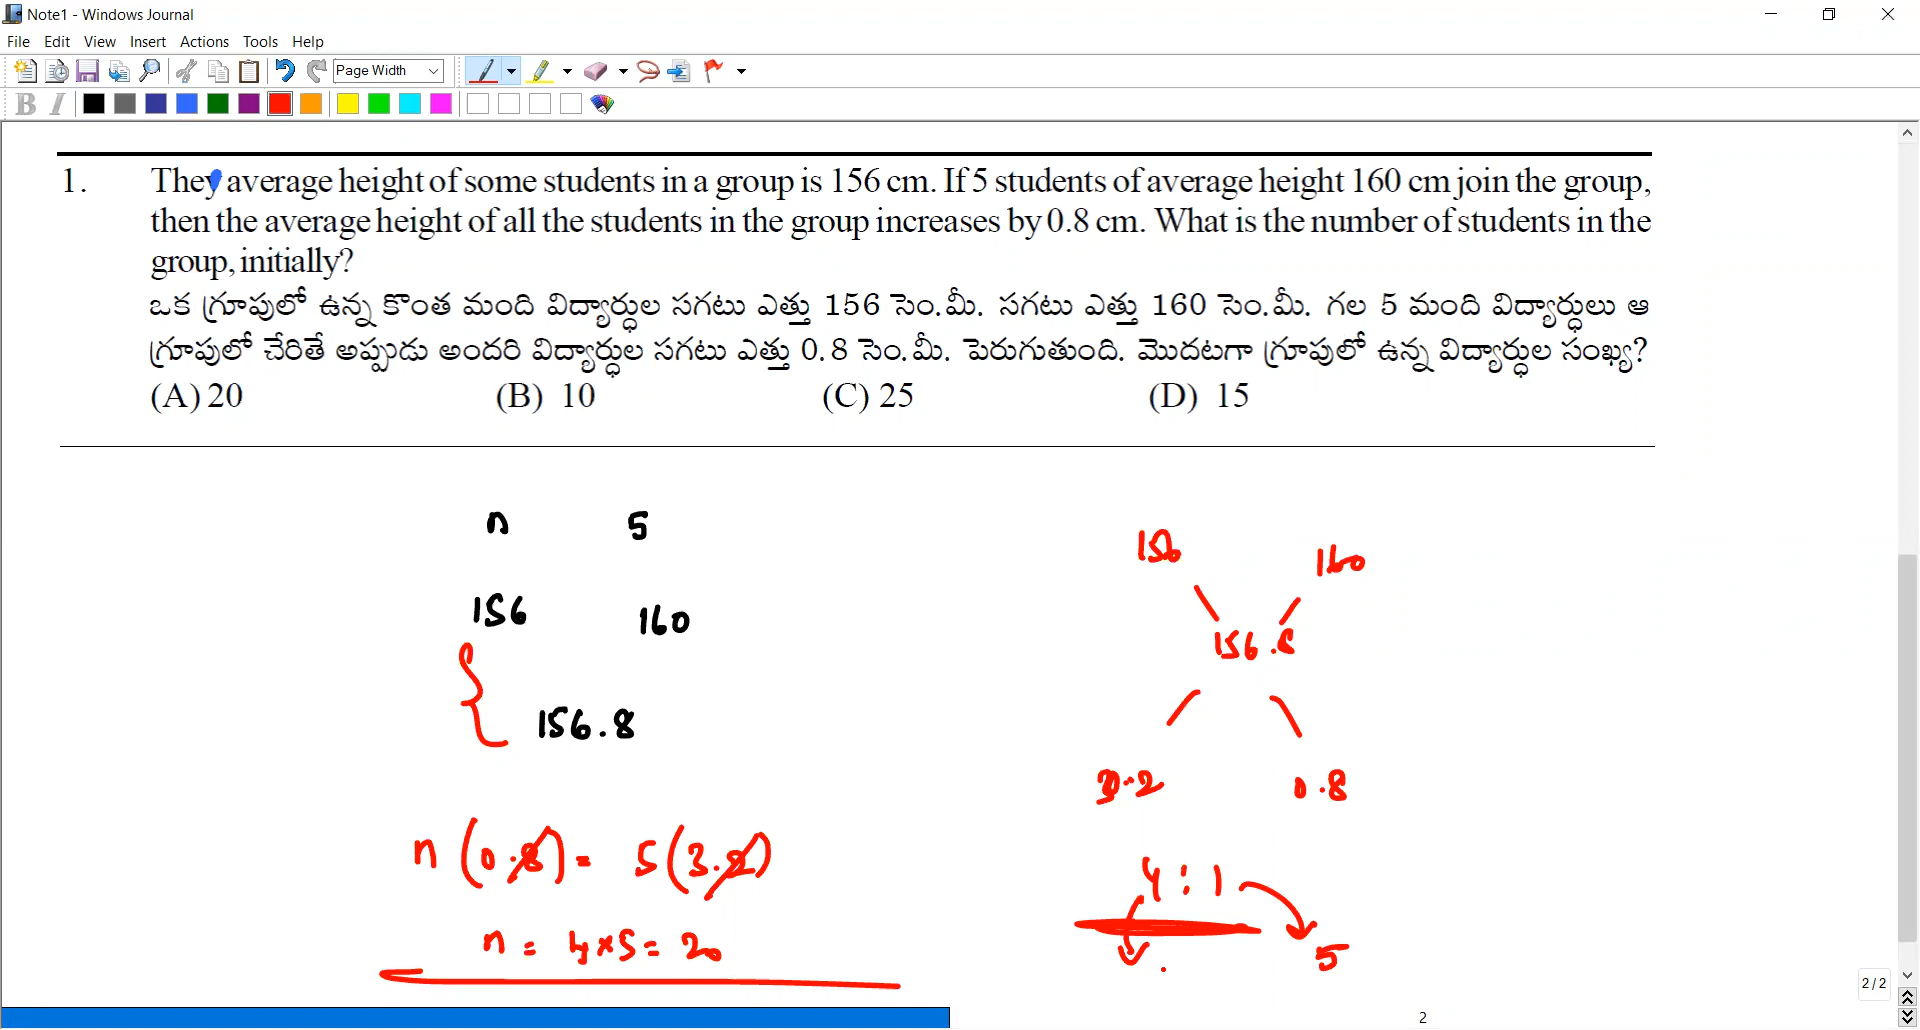 Note1 - Windows Journal
File Edit View Insert Actions Tools Help
Page Width
B I
1. They average height of some students in a group is 156 cm. If 5 students of average height 160 cm join the group,
then the average height of all the students in the group increases by 0.8 cm. What is the number of students in the
group, initially?
ఒక గ్రూపులో ఉన్న కొంత మంది విద్యార్థుల సగటు ఎత్తు 156 సెం.మీ. సగటు ఎత్తు 160 సెం.మీ. గల 5 మంది విద్యార్థులు ఆ
గ్రూపులో చేరితే అప్పుడు అందరి విద్యార్థుల సగటు ఎత్తు 0.8 సెం.మీ. పెరుగుతుంది. మొదటగా గ్రూపులో ఉన్న విద్యార్థుల సంఖ్య?
(A) 20 (B) 10 (C) 25 (D) 15
n 5
156 160
156.8
n (0.8) = 5 (3.2)
n = 4 × 5 = 20
156 160
156.8
3.2 0.8
4 : 1
5
2 / 2
2